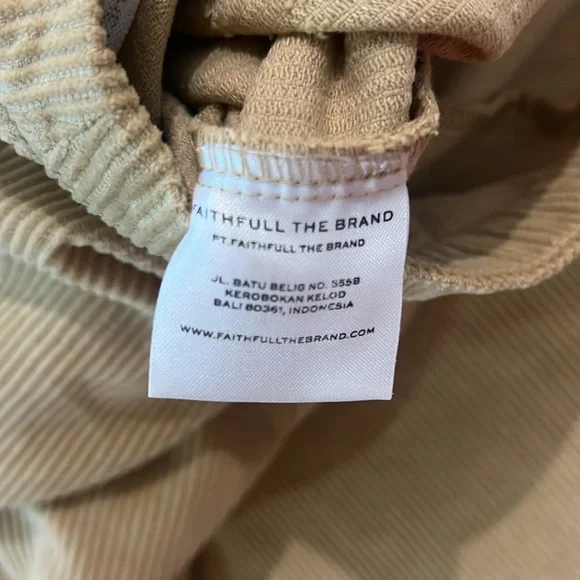 FAITHFULL THE BRAND
PT.FAITHFULL THE BRAND
JL. BATU BELIG NO. 555B
KEROBOKAN KELOD
BALI 80361, INDONESIA
WWW.FAITHFULLTHEBRAND.COM